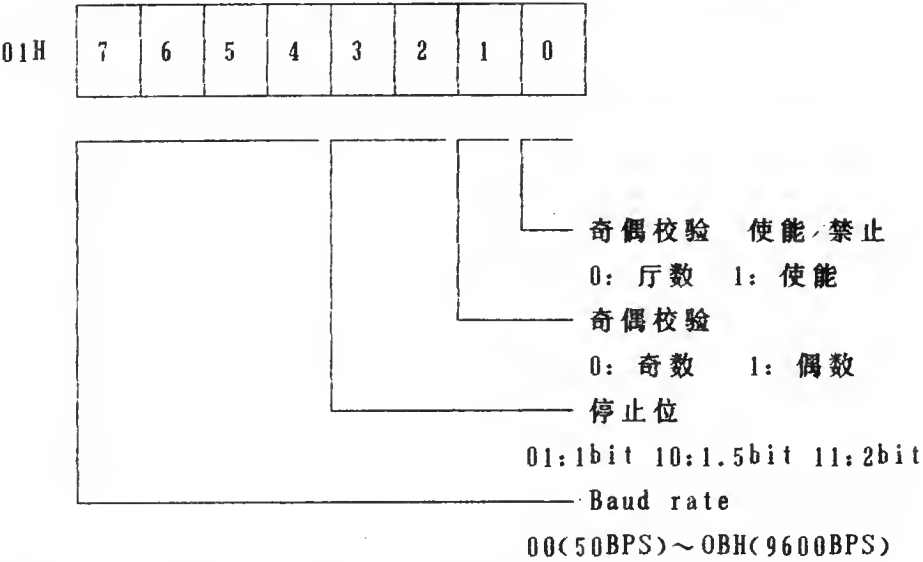 01H 7 6 5 4 3 2 1 0
奇偶校验 使能/禁止
0: 厅数 1: 使能
奇偶校验
0: 奇数 1: 偶数
停止位
01:1bit 10:1.5bit 11:2bit
Baud rate
00(50BPS)~0BH(9600BPS)